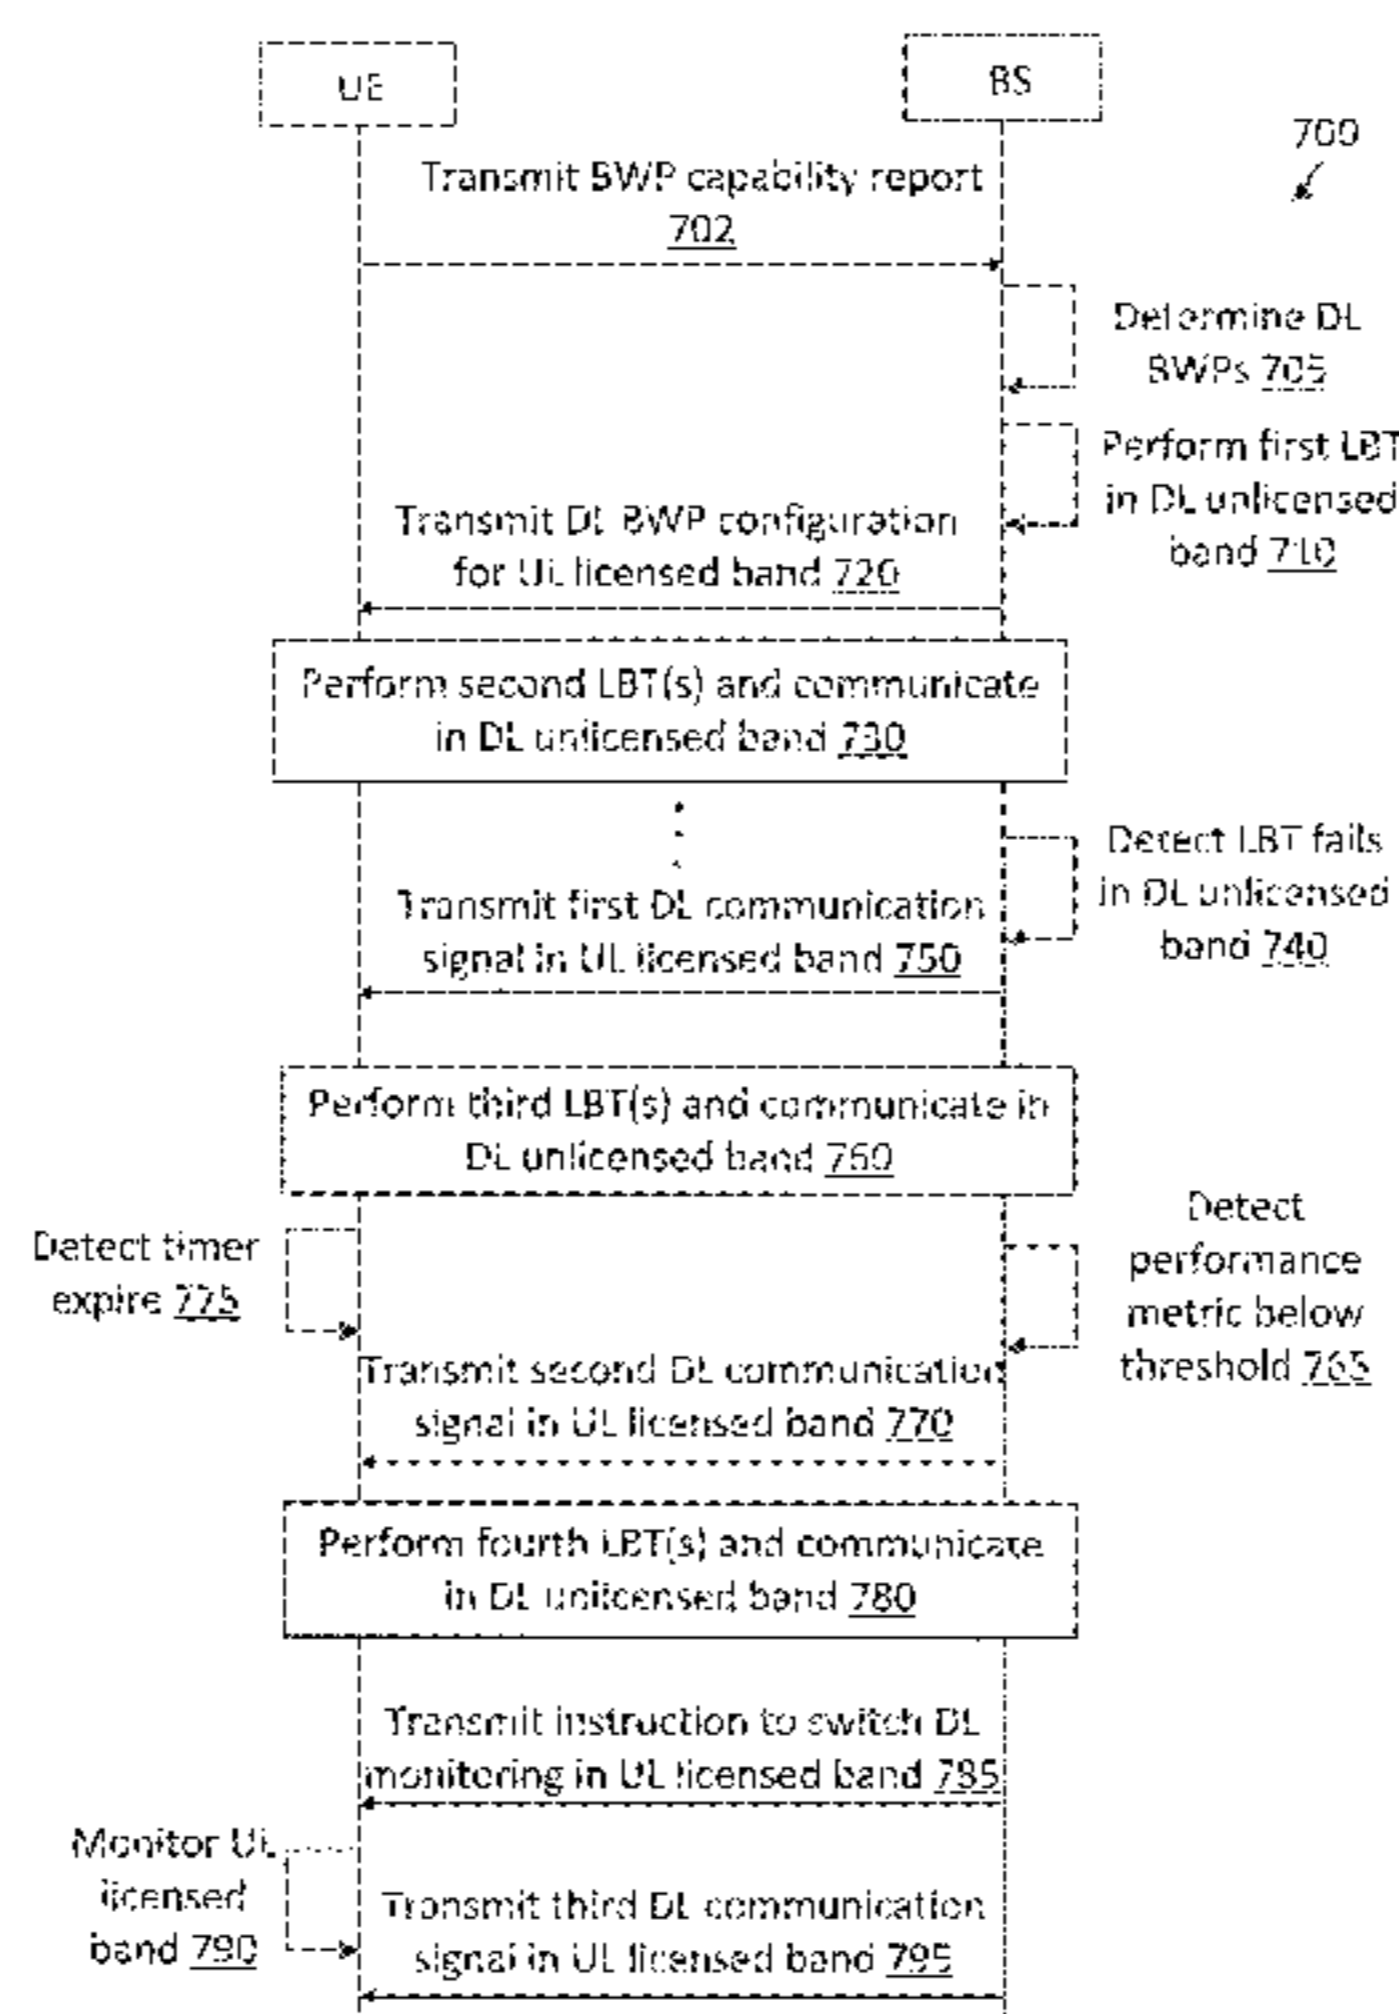 UE
BS
700
Transmit BWP capability report
702
Determine DL
BWPs 705
Perform first LBT
in DL unlicensed
band 710
Transmit DL BWP configuration
for UL licensed band 720
Perform second LBT(s) and communicate
in DL unlicensed band 730
Detect LBT fails
in DL unlicensed
band 740
Transmit first DL communication
signal in UL licensed band 750
Perform third LBT(s) and communicate in
DL unlicensed band 760
Detect timer
expire 775
Detect
performance
metric below
threshold 765
Transmit second DL communication
signal in UL licensed band 770
Perform fourth LBT(s) and communicate
in DL unlicensed band 780
Transmit instruction to switch DL
monitoring in UL licensed band 785
Monitor UL
licensed
band 790
Transmit third DL communication
signal in UL licensed band 795